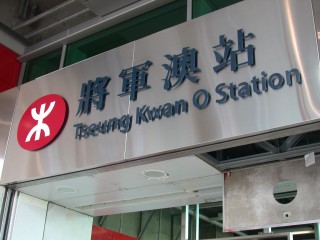 將軍澳站
Tseung Kwan O Station